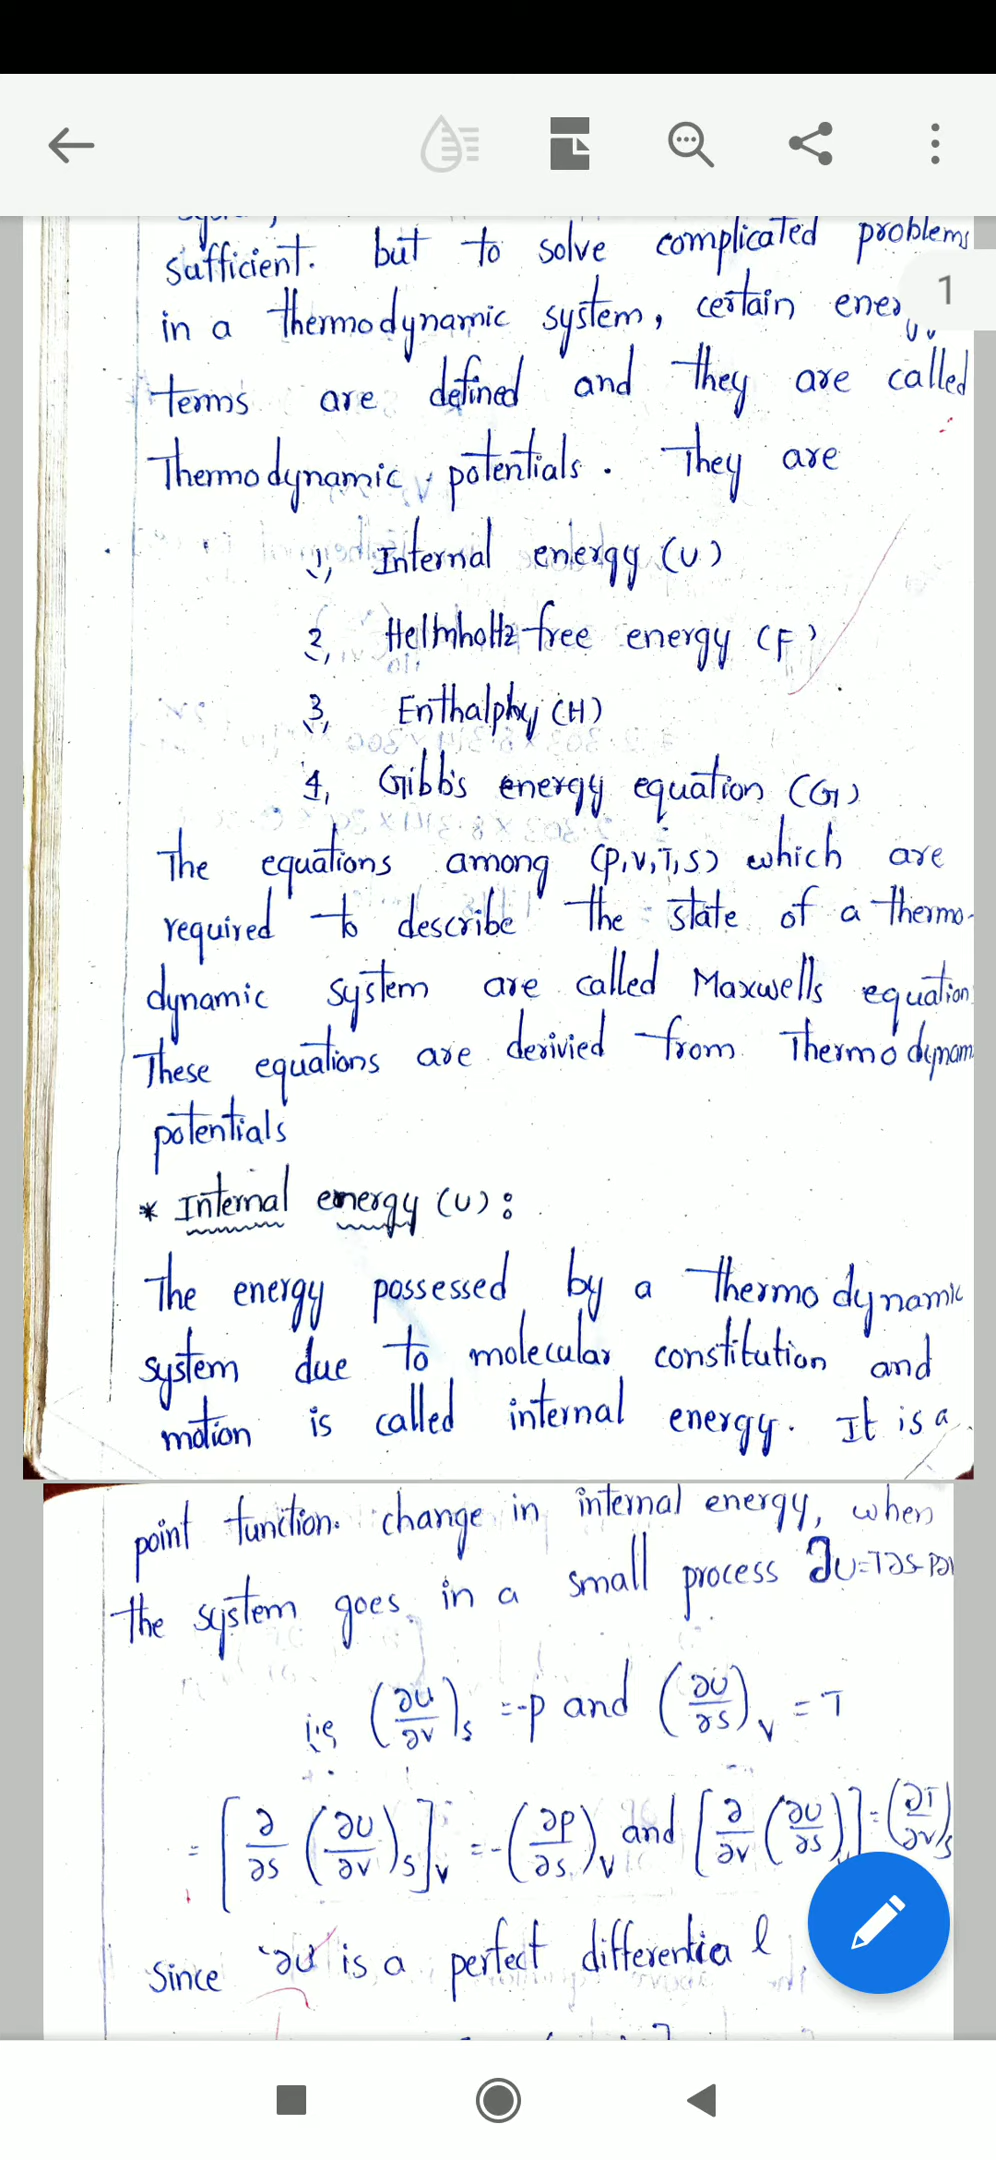 1
sufficient. but to solve complicated problems
in a thermodynamic system, certain energy
terms are defined and they are called
Thermodynamic potentials. They are
1, Internal energy (U)
2, Helmholtz free energy (F)
3, Enthalphy (H)
4, Gibb's energy equation (G)
The equations among (P,V,T,S) which are
required to describe the state of a thermo-
dynamic system are called Maxwells equation
These equations are derivied from Thermodynam
potentials
* Internal energy (U):
The energy possessed by a thermodynamic
system due to molecular constitution and
motion is called internal energy. It is a
point function. change in internal energy, when
the system goes in a small process ∂U=T∂S-P∂V
i.e (∂U/∂V)s = -P and (∂U/∂S)v = T
= [∂/∂S (∂U/∂V)s]v = -(∂P/∂S)v and [∂/∂V (∂U/∂S)v] = (∂T/∂V)s
Since '∂U' is a perfect differential